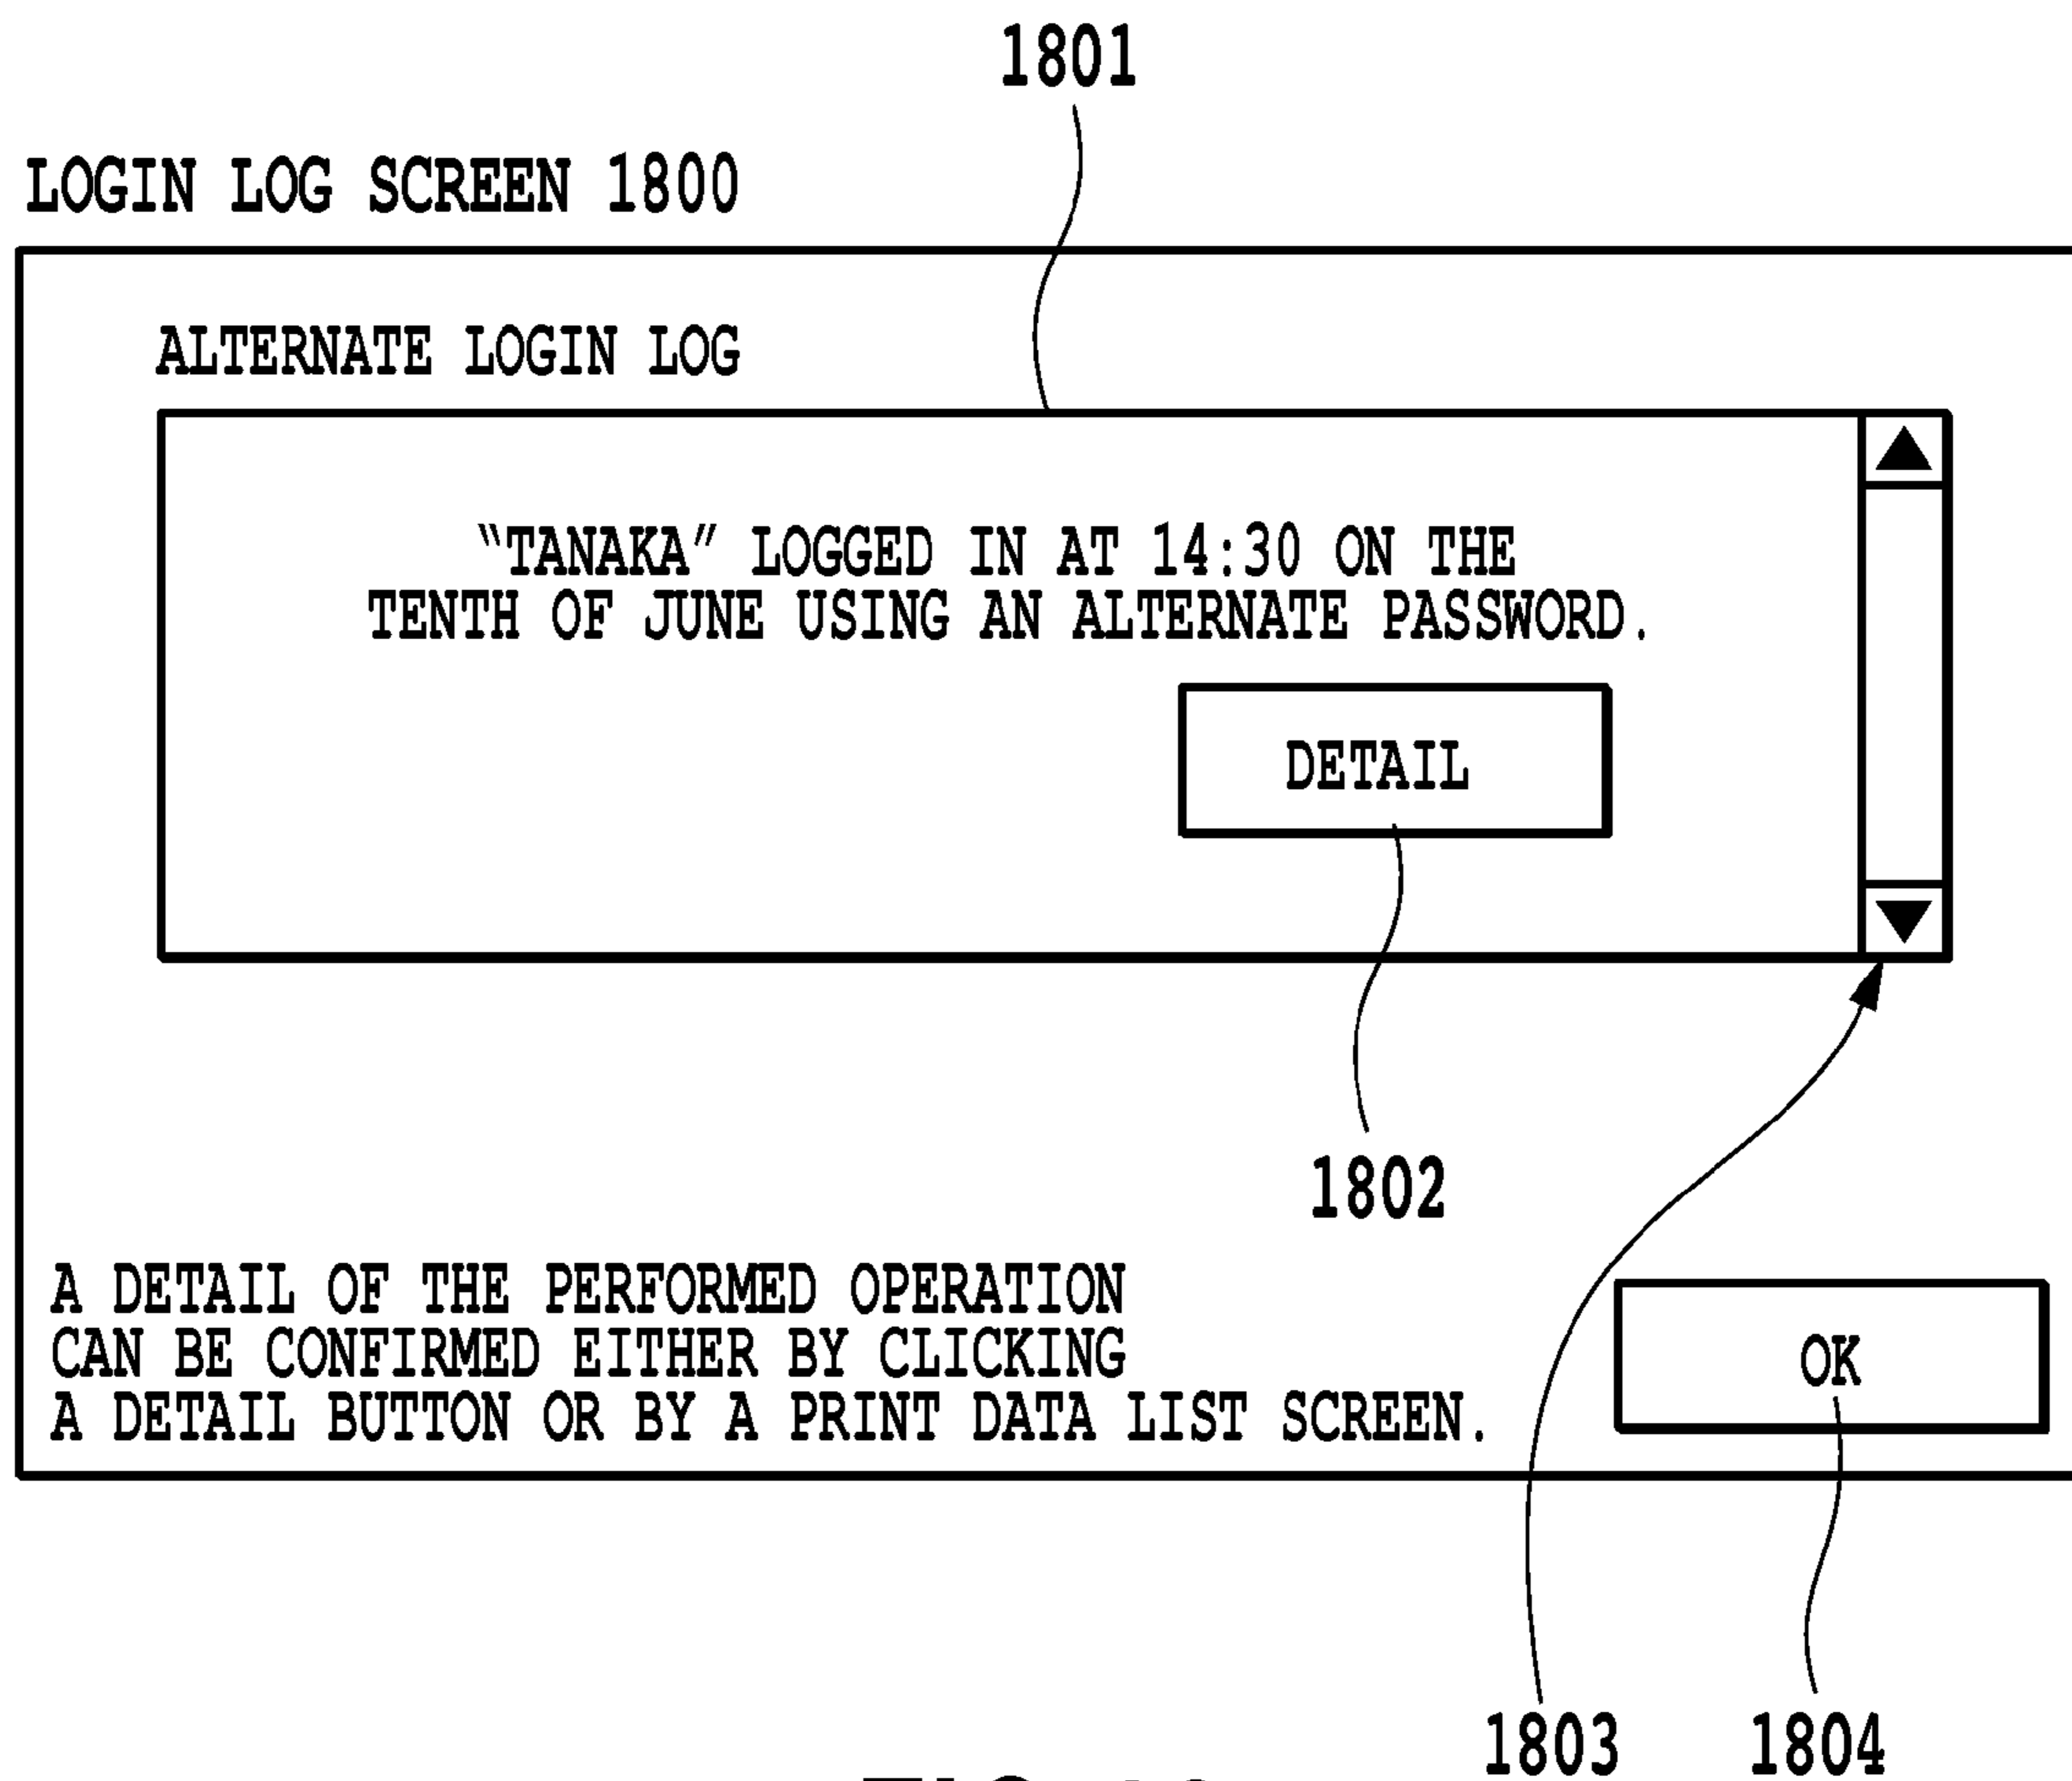 1801
LOGIN LOG SCREEN 1800
ALTERNATE LOGIN LOG
“TANAKA” LOGGED IN AT 14:30 ON THE
TENTH OF JUNE USING AN ALTERNATE PASSWORD.
DETAIL
1802
A DETAIL OF THE PERFORMED OPERATION
CAN BE CONFIRMED EITHER BY CLICKING
A DETAIL BUTTON OR BY A PRINT DATA LIST SCREEN.
OK
1803 1804